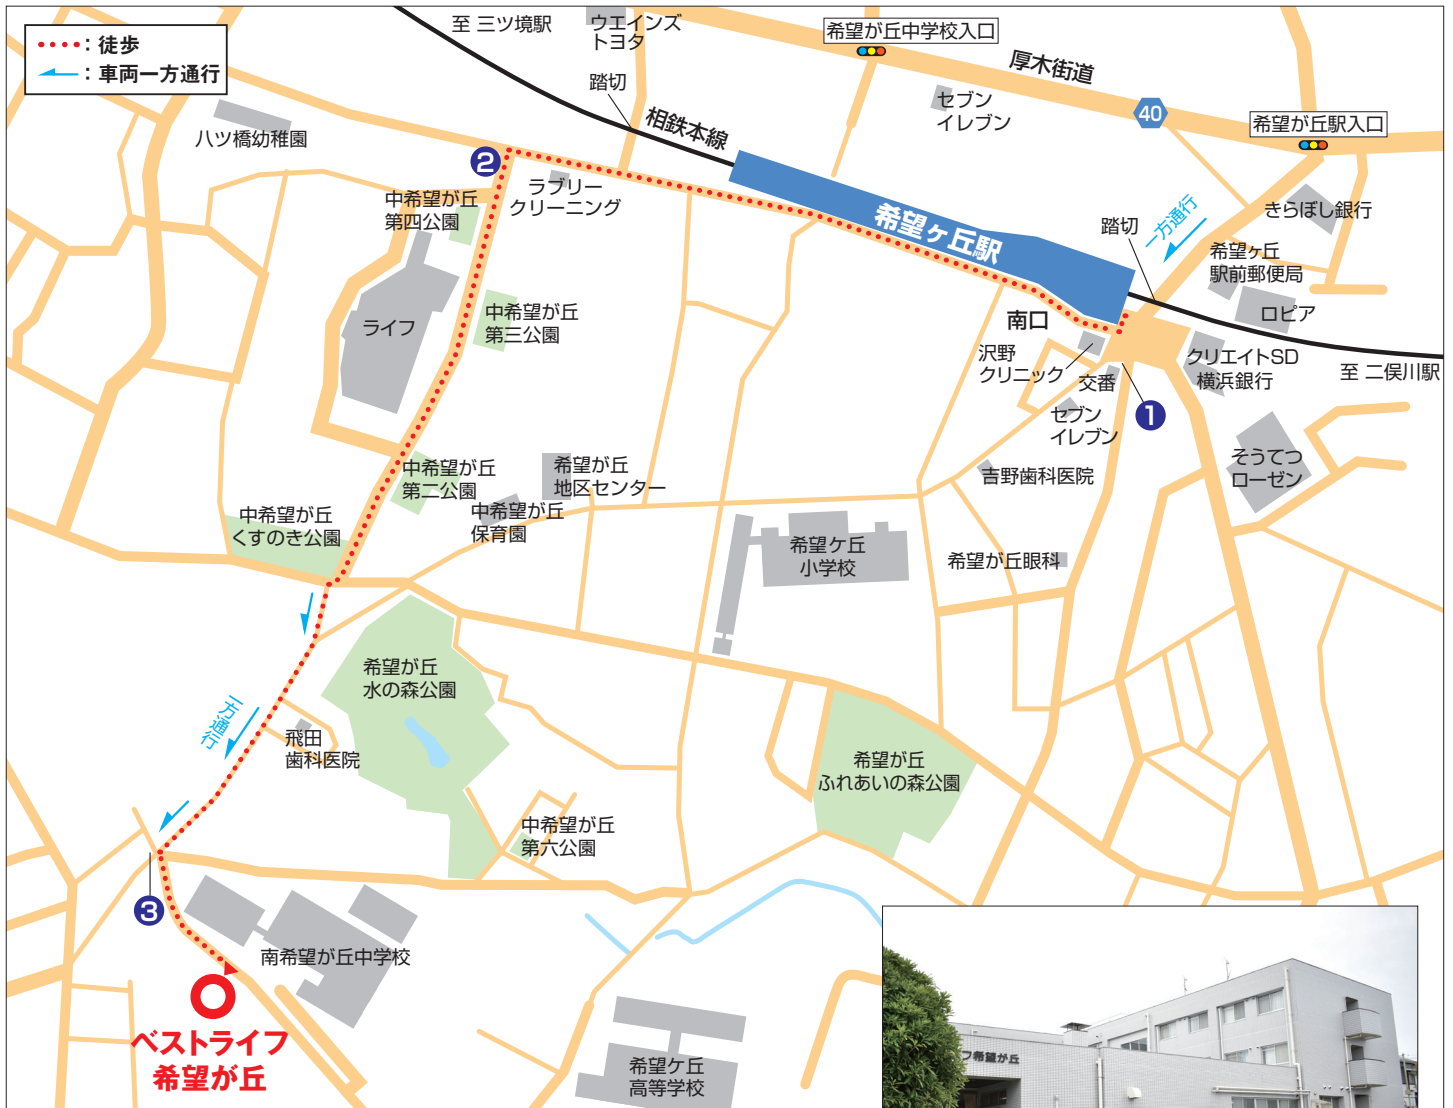 ：徒歩
：車両一方通行
至 三ツ境駅
ウエインズ
トヨタ
希望が丘中学校入口
厚木街道
踏切
相鉄本線
セブン
イレブン
40
希望が丘駅入口
八ツ橋幼稚園
2
中希望が丘
第四公園
ラブリー
クリーニング
希望ヶ丘駅
踏切
一方通行
きらぼし銀行
希望ヶ丘
駅前郵便局
ロピア
ライフ
中希望が丘
第三公園
南口
沢野
クリニック
交番
クリエイトSD
横浜銀行
至 二俣川駅
1
セブン
イレブン
中希望が丘
第二公園
希望が丘
地区センター
吉野歯科医院
そうてつ
ローゼン
中希望が丘
くすのき公園
中希望が丘
保育園
希望ケ丘
小学校
希望が丘眼科
希望が丘
水の森公園
一方通行
飛田
歯科医院
希望が丘
ふれあいの森公園
中希望が丘
第六公園
3
南希望が丘中学校
ベストライフ
希望が丘
希望ケ丘
高等学校
フ希望が丘